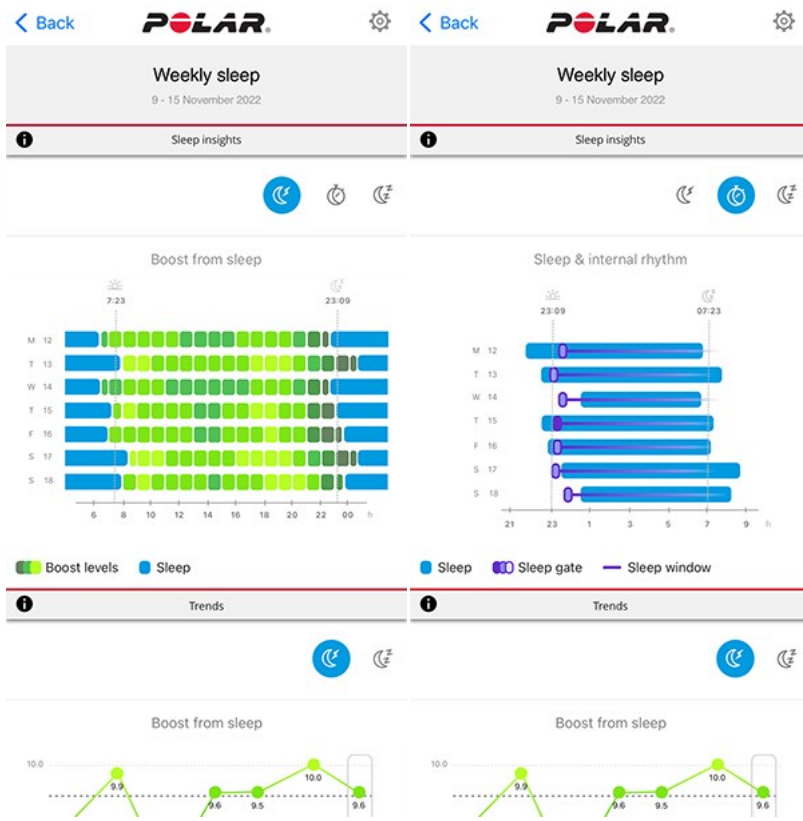 Back
POLAR.
Weekly sleep
9 - 15 November 2022
Sleep insights
Boost from sleep
7:23 23:09
M 12
T 13
W 14
T 15
F 16
S 17
S 18
6 8 10 12 14 16 18 20 22 00 h
Boost levels Sleep
Trends
Boost from sleep
10.0
9.9
9.6
9.5
10.0
9.6
Back
POLAR.
Weekly sleep
9 - 15 November 2022
Sleep insights
Sleep & internal rhythm
23:09 07:23
M 12
T 13
W 14
T 15
F 16
S 17
S 18
21 23 1 3 5 7 9 h
Sleep Sleep gate Sleep window
Trends
Boost from sleep
10.0
9.9
9.6
9.5
10.0
9.6